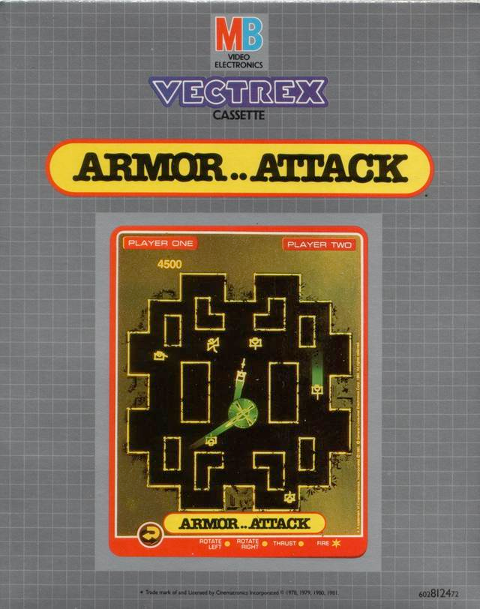 MB
VIDEO
ELECTRONICS
VECTREX
CASSETTE
ARMOR..ATTACK
PLAYER ONE
PLAYER TWO
4500
ARMOR..ATTACK
ROTATE LEFT
ROTATE RIGHT
THRUST
FIRE
Trade mark of and Licensed by Cinematronics Incorporated © 1978, 1979, 1980, 1981.
602812472